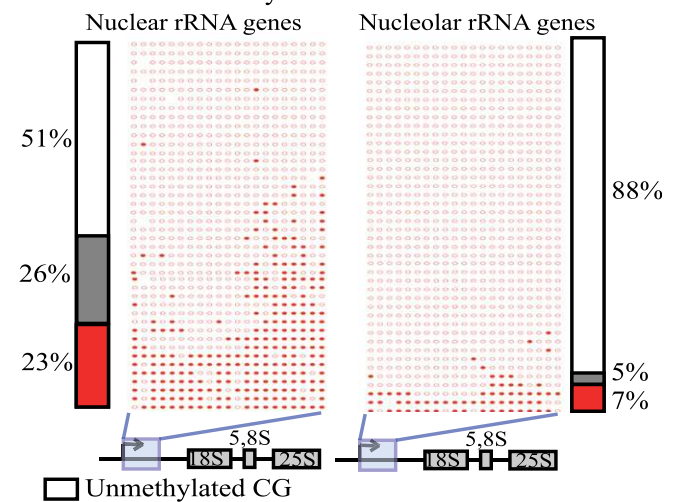 Nuclear rRNA genes
Nucleolar rRNA genes
51%
26%
23%
88%
5%
7%
5,8S
18S
25S
5,8S
18S
25S
Unmethylated CG